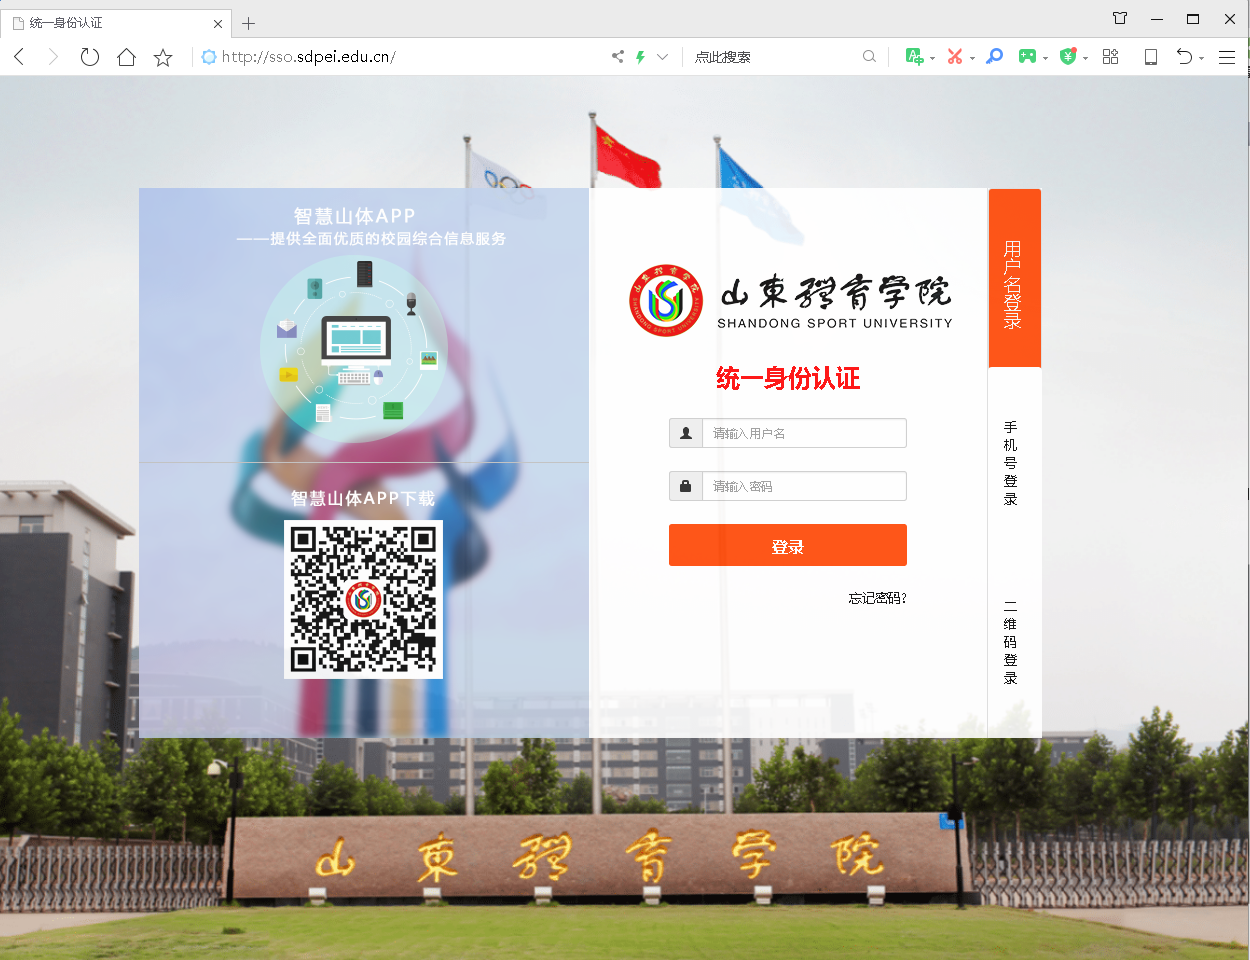 统一身份认证
http://sso.sdpei.edu.cn/
点此搜索
智慧山体APP
——提供全面优质的校园综合信息服务
智慧山体APP下载
山東體育学院
SHANDONG SPORT UNIVERSITY
统一身份认证
请输入用户名
请输入密码
登录
忘记密码?
用户名登录
手机号登录
二维码登录
山東體育学院